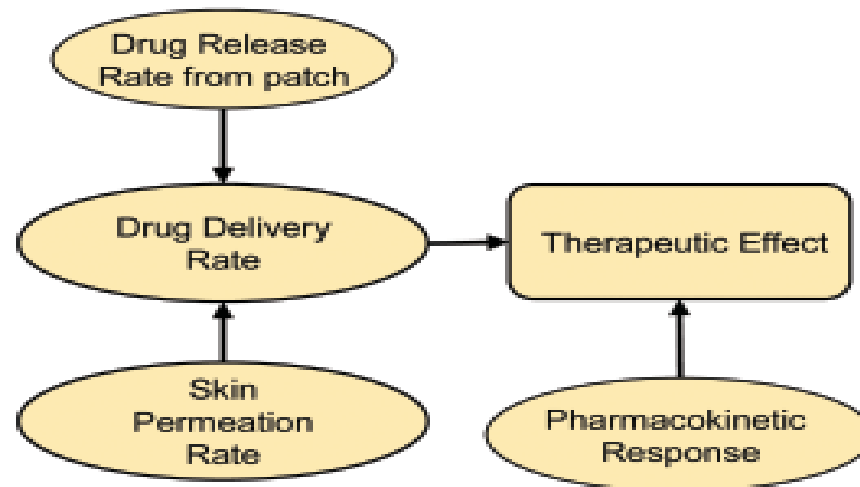 Drug Release
Rate from patch
Drug Delivery
Rate
Therapeutic Effect
Skin
Permeation
Rate
Pharmacokinetic
Response